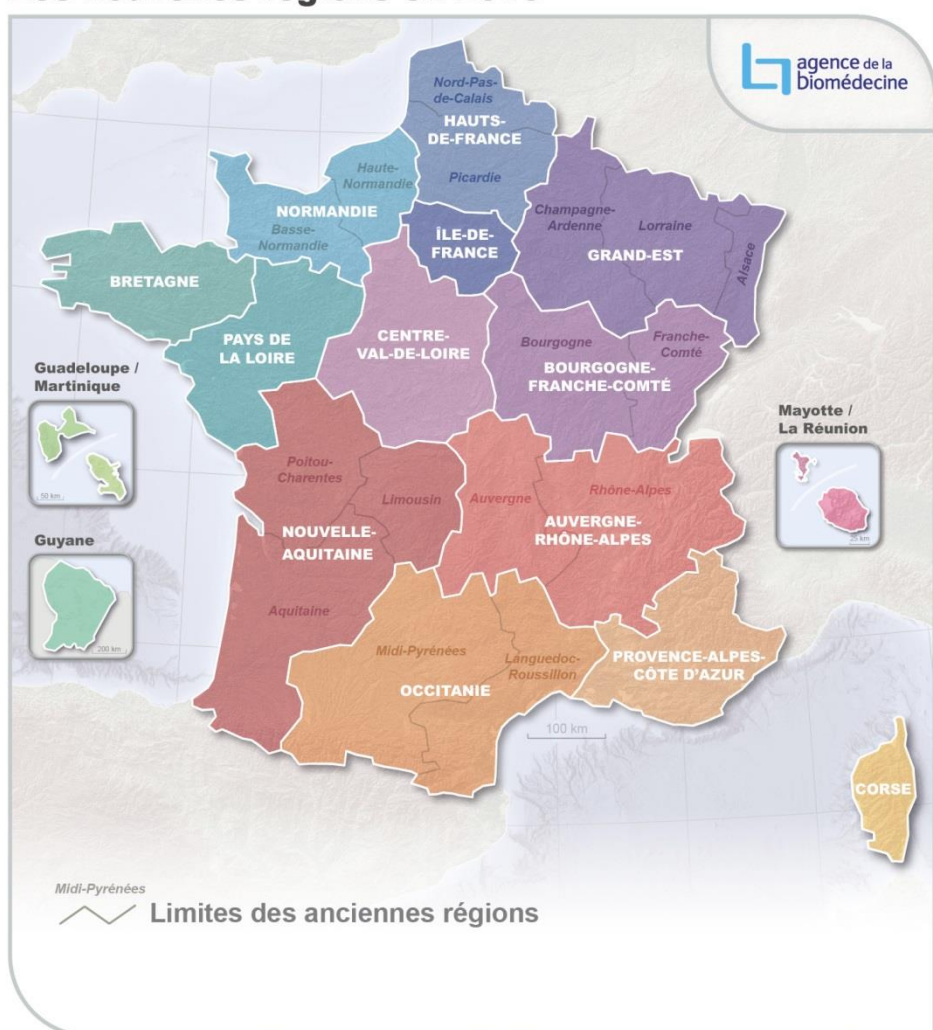 agence de la
biomédecine
Nord-Pas-
de-Calais
HAUTS-
DE-FRANCE
Picardie
Haute-
Normandie
NORMANDIE
Basse-
Normandie
ÎLE-DE-
FRANCE
Champagne-
Ardenne
Lorraine
GRAND-EST
Alsace
BRETAGNE
PAYS DE
LA LOIRE
CENTRE-
VAL-DE-LOIRE
Bourgogne
Franche-
Comté
BOURGOGNE-
FRANCHE-COMTÉ
Guadeloupe /
Martinique
50 km
Mayotte /
La Réunion
25 km
Poitou-
Charentes
Limousin
NOUVELLE-
AQUITAINE
Aquitaine
Auvergne
Rhône-Alpes
AUVERGNE-
RHÔNE-ALPES
Guyane
200 km
Midi-Pyrénées
Languedoc-
Roussillon
OCCITANIE
PROVENCE-ALPES-
CÔTE D'AZUR
100 km
CORSE
Midi-Pyrénées
Limites des anciennes régions